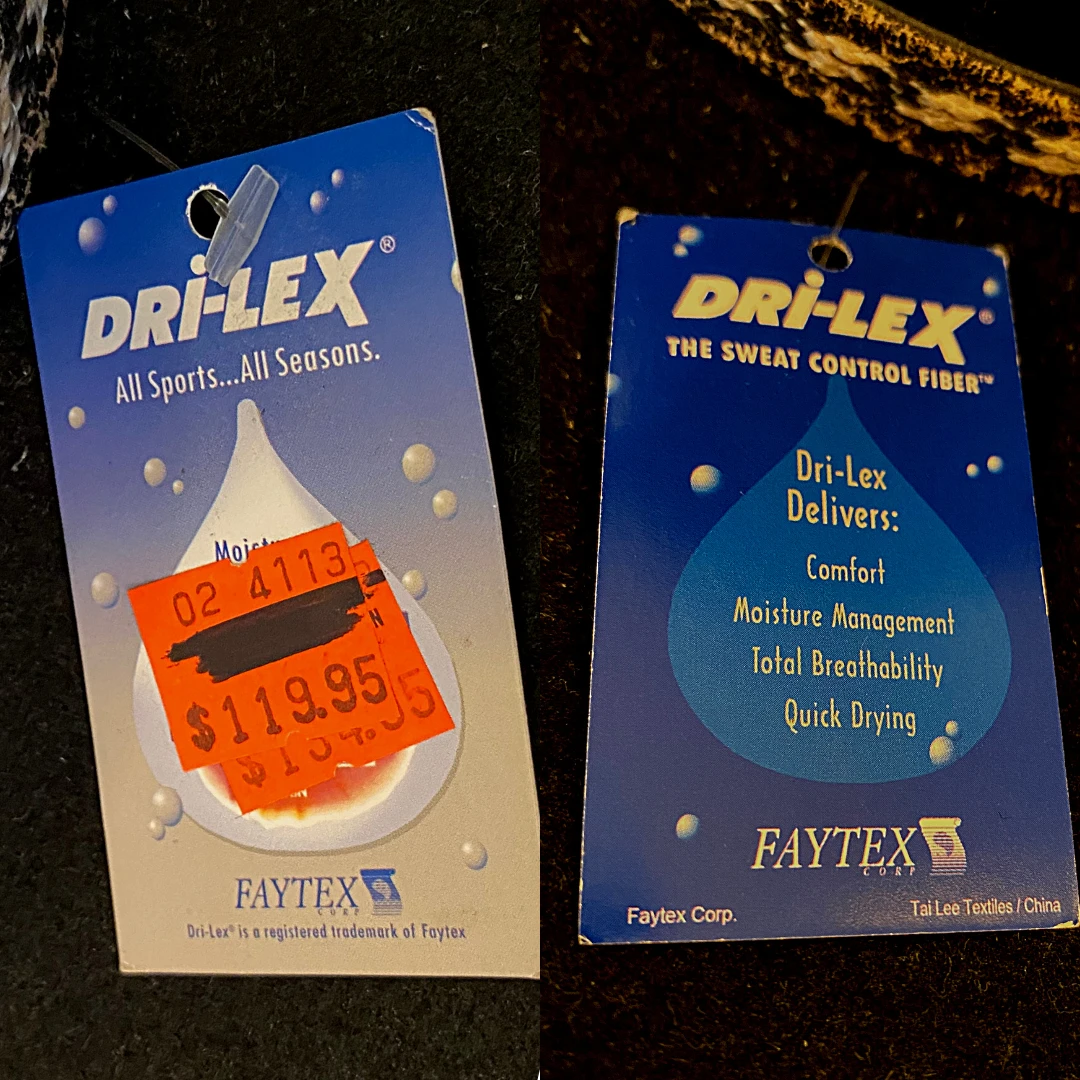 DRI-LEX®
All Sports...All Seasons.
02 4113
$119.95
FAYTEX
CORP
Dri-Lex® is a registered trademark of Faytex
DRI-LEX®
THE SWEAT CONTROL FIBER™
Dri-Lex
Delivers:
Comfort
Moisture Management
Total Breathability
Quick Drying
FAYTEX
CORP
Faytex Corp.
Tai Lee Textiles / China